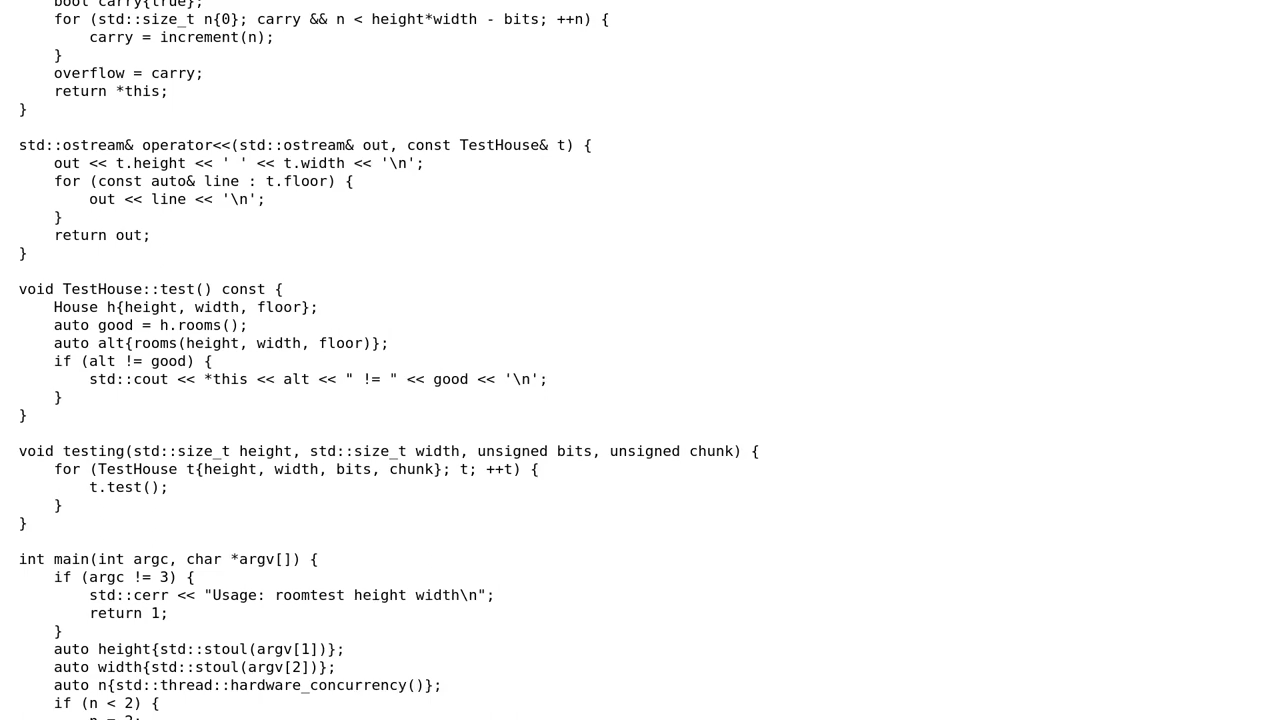 bool carry{true};
    for (std::size_t n{0}; carry && n < height*width - bits; ++n) {
        carry = increment(n);
    }
    overflow = carry;
    return *this;
}

std::ostream& operator<<(std::ostream& out, const TestHouse& t) {
    out << t.height << ' ' << t.width << '\n';
    for (const auto& line : t.floor) {
        out << line << '\n';
    }
    return out;
}

void TestHouse::test() const {
    House h{height, width, floor};
    auto good = h.rooms();
    auto alt{rooms(height, width, floor)};
    if (alt != good) {
        std::cout << *this << alt << " != " << good << '\n';
    }
}

void testing(std::size_t height, std::size_t width, unsigned bits, unsigned chunk) {
    for (TestHouse t{height, width, bits, chunk}; t; ++t) {
        t.test();
    }
}

int main(int argc, char *argv[]) {
    if (argc != 3) {
        std::cerr << "Usage: roomtest height width\n";
        return 1;
    }
    auto height{std::stoul(argv[1])};
    auto width{std::stoul(argv[2])};
    auto n{std::thread::hardware_concurrency()};
    if (n < 2) {